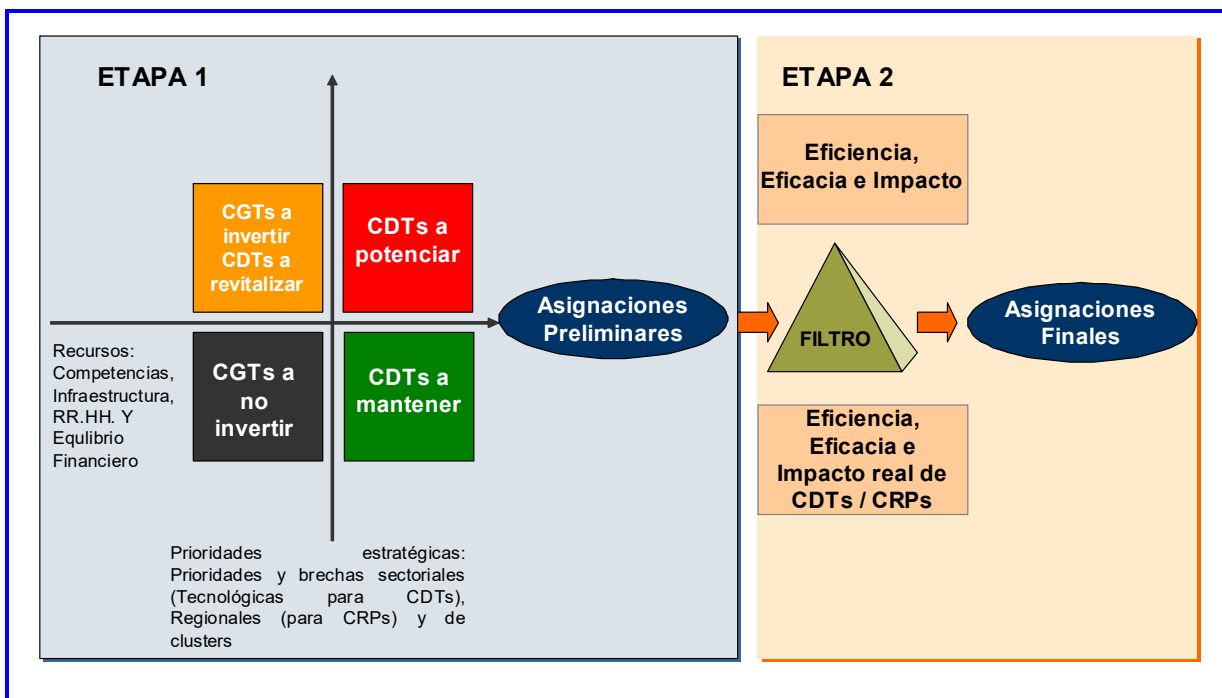 ETAPA 1
CGTs a
invertir
CDTs a
revitalizar
CDTs a
potenciar
CGTs a
no
invertir
CDTs a
mantener
Recursos:
Competencias,
Infraestructura,
RR.HH. Y
Equlibrio
Financiero
Prioridades estratégicas:
Prioridades y brechas sectoriales
(Tecnológicas para CDTs),
Regionales (para CRPs) y de
clusters
Asignaciones
Preliminares
ETAPA 2
Eficiencia,
Eficacia e Impacto
FILTRO
Eficiencia,
Eficacia e
Impacto real de
CDTs / CRPs
Asignaciones
Finales